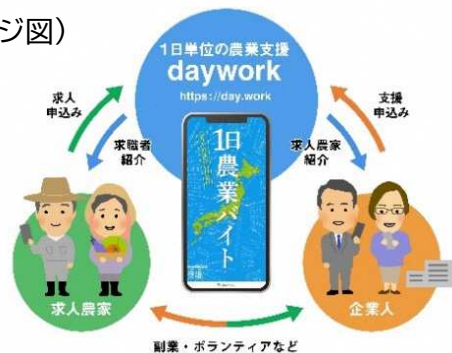 ジ図）
1日単位の農業支援
daywork
https://day.work
求人
申込み
支援
申込み
求職者
紹介
求人農家
紹介
1日農業バイト
求人農家
企業人
副業・ボランティアなど